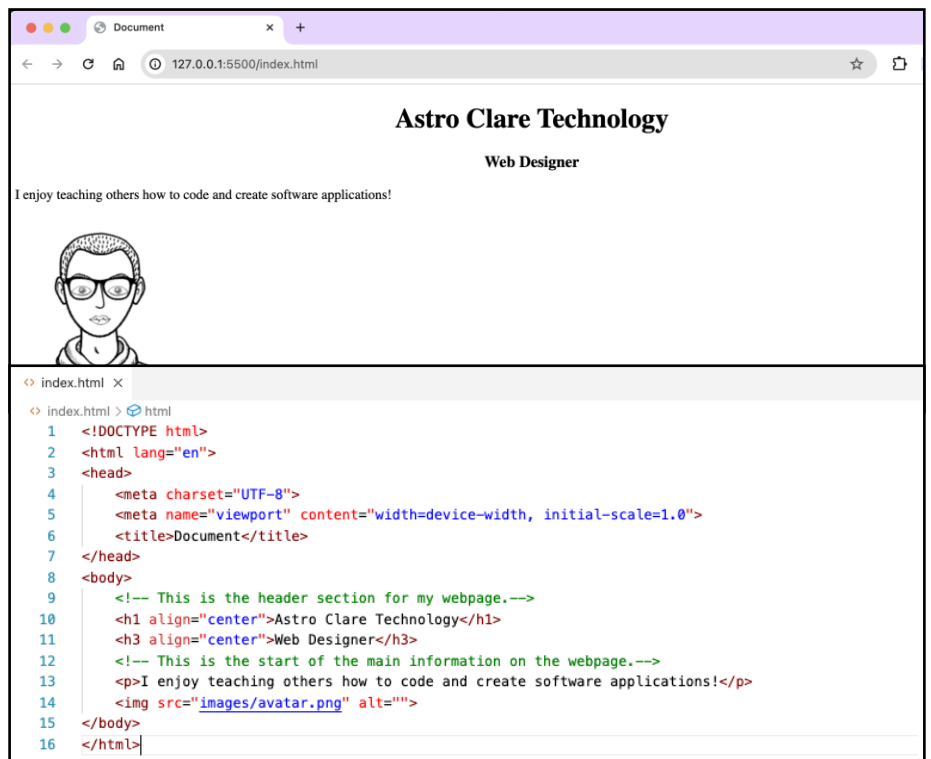 Document
127.0.0.1:5500/index.html
Astro Clare Technology
Web Designer
I enjoy teaching others how to code and create software applications!
index.html
index.html > html
1 <!DOCTYPE html>
2 <html lang="en">
3 <head>
4 <meta charset="UTF-8">
5 <meta name="viewport" content="width=device-width, initial-scale=1.0">
6 <title>Document</title>
7 </head>
8 <body>
9 <!-- This is the header section for my webpage.-->
10 <h1 align="center">Astro Clare Technology</h1>
11 <h3 align="center">Web Designer</h3>
12 <!-- This is the start of the main information on the webpage.-->
13 <p>I enjoy teaching others how to code and create software applications!</p>
14 <img src="images/avatar.png" alt="">
15 </body>
16 </html>